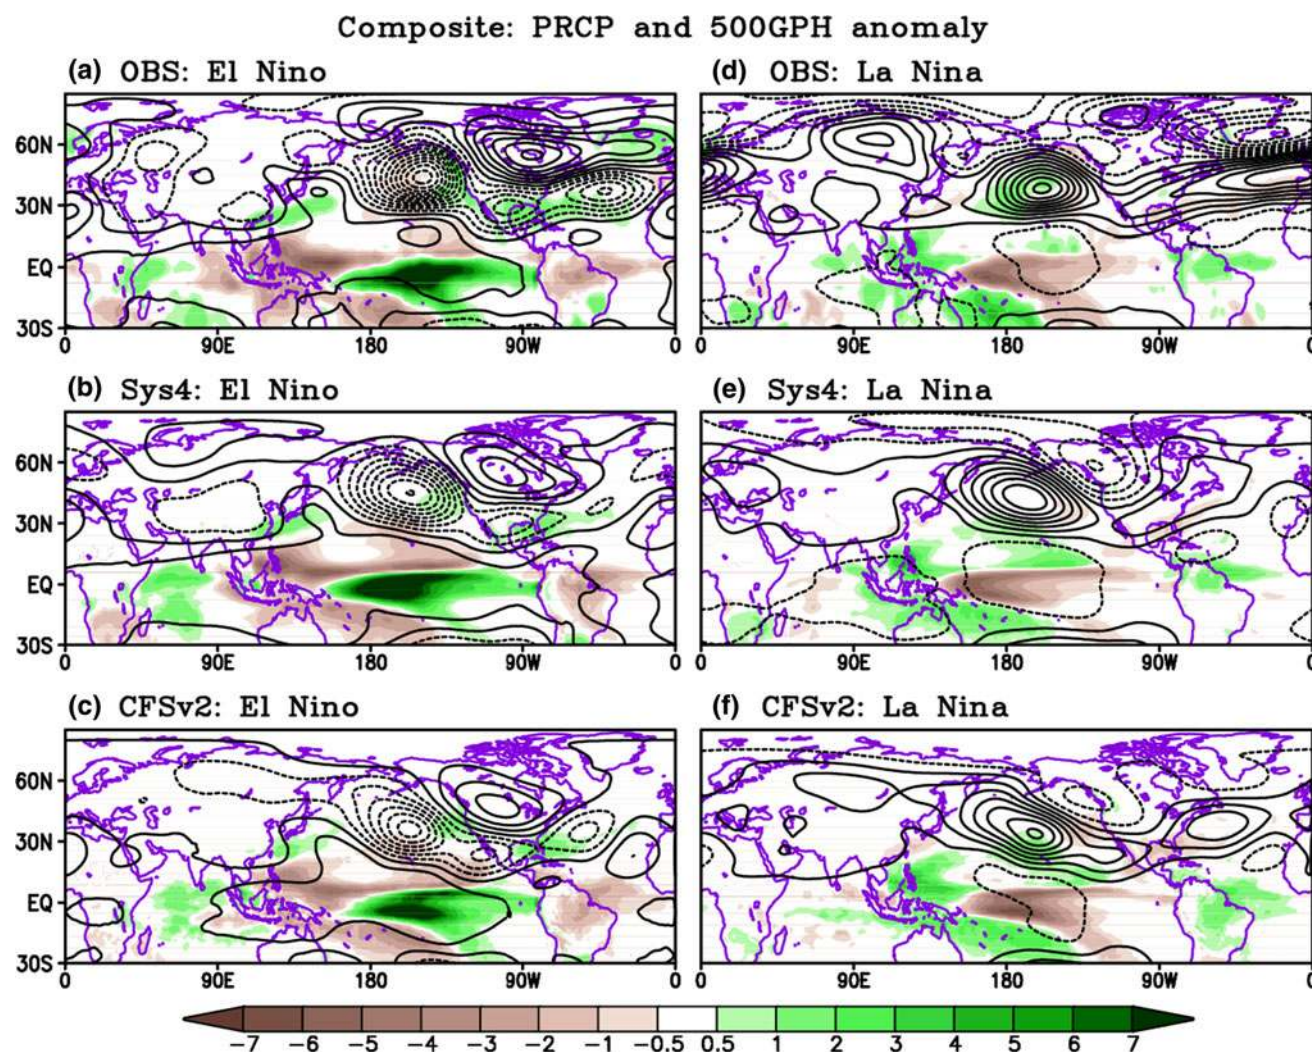 Composite: PRCP and 500GPH anomaly
(a) OBS: El Nino
(d) OBS: La Nina
60N
30N
EQ
30S
0 90E 180 90W 0
0 90E 180 90W 0
(b) Sys4: El Nino
(e) Sys4: La Nina
60N
30N
EQ
30S
0 90E 180 90W 0
0 90E 180 90W 0
(c) CFSv2: El Nino
(f) CFSv2: La Nina
60N
30N
EQ
30S
0 90E 180 90W 0
0 90E 180 90W 0
−7 −6 −5 −4 −3 −2 −1 −0.5 0.5 1 2 3 4 5 6 7